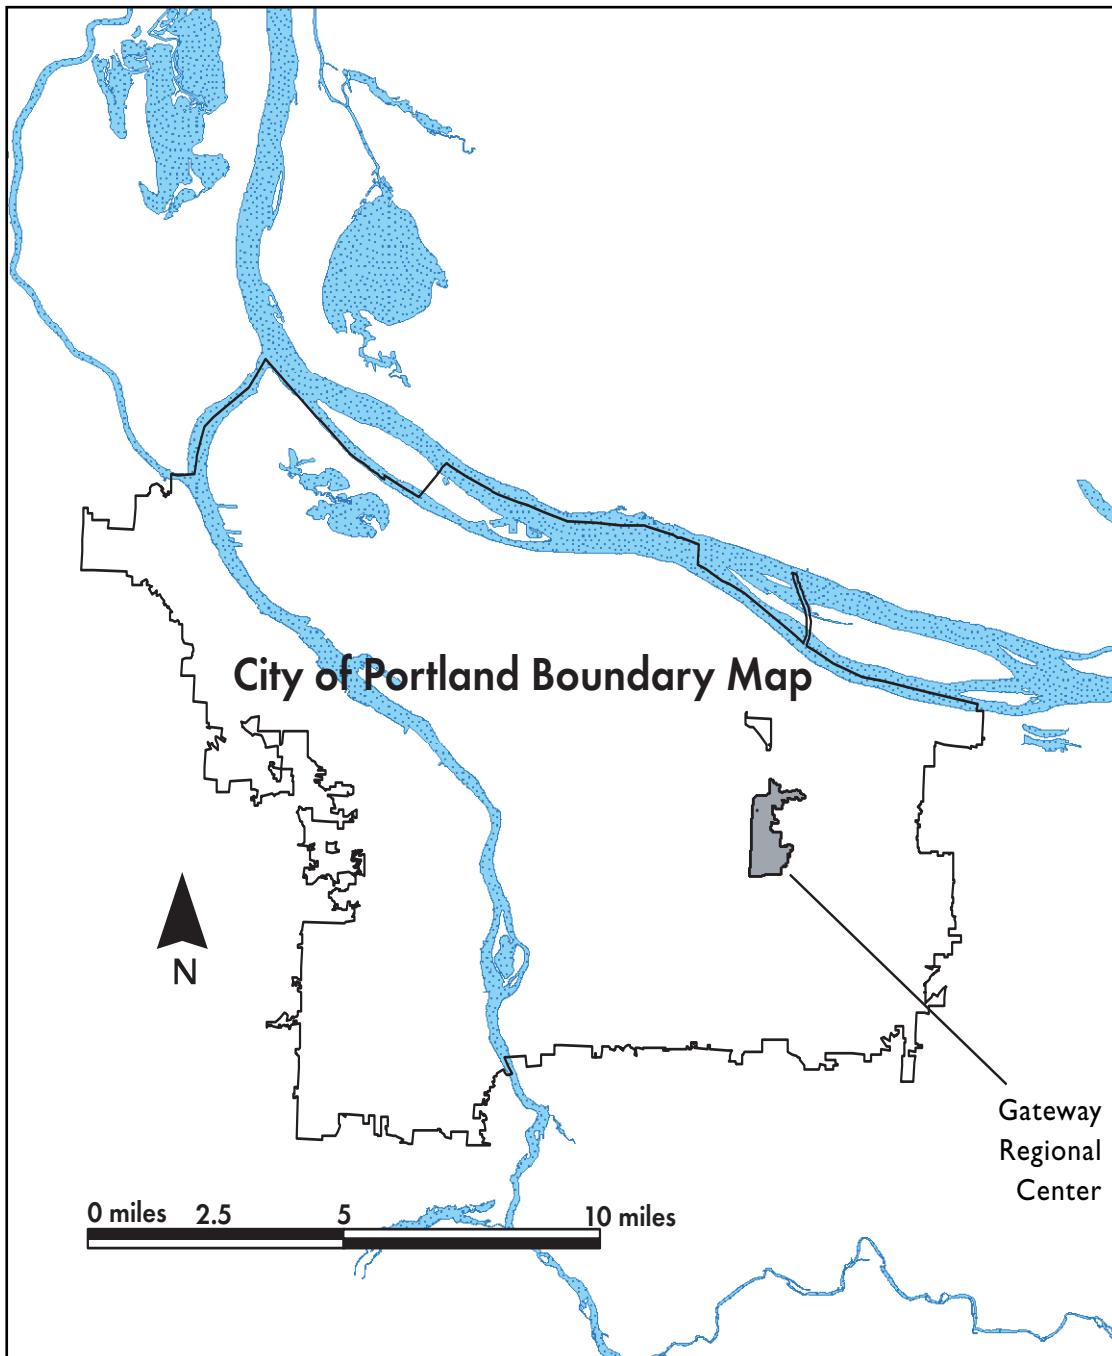 City of Portland Boundary Map
N
Gateway
Regional
Center
0 miles 2.5 5 10 miles